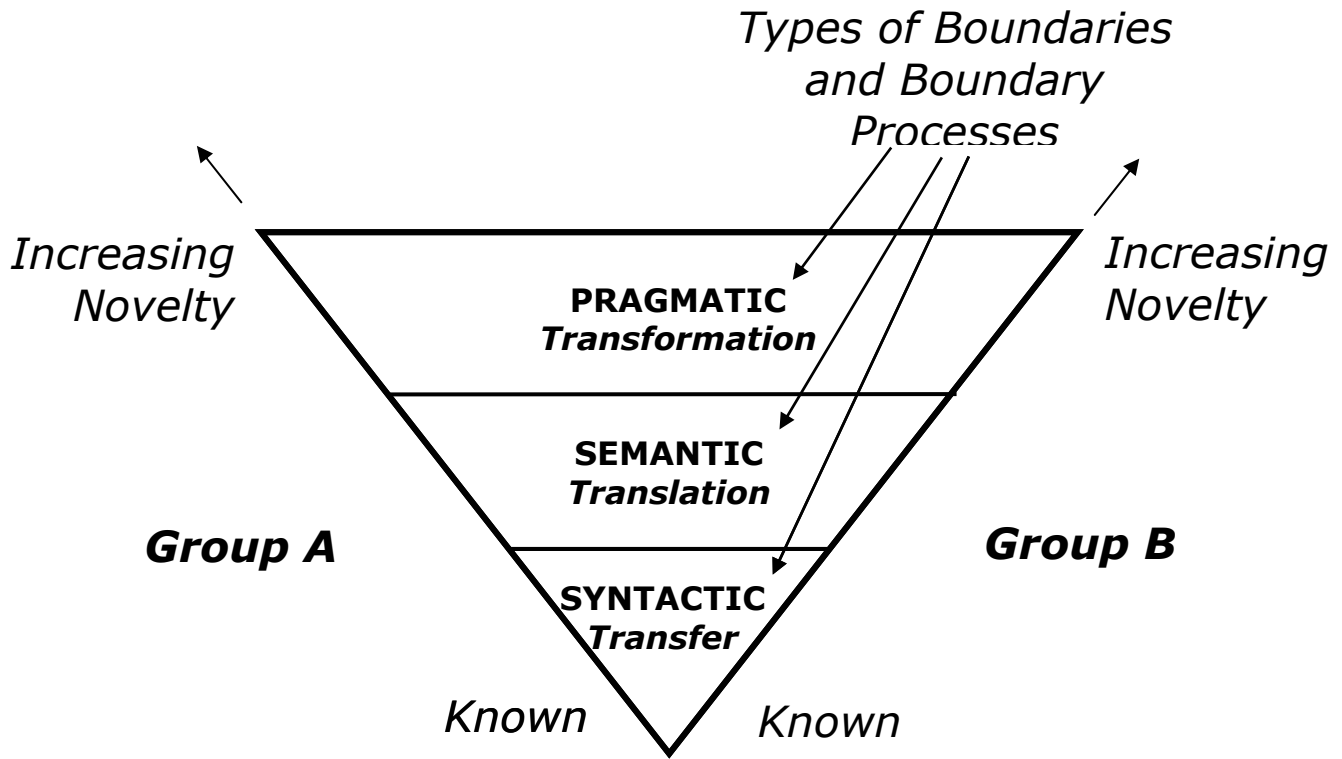 Types of Boundaries
and Boundary
Processes
Increasing
Novelty
Increasing
Novelty
PRAGMATIC
Transformation
SEMANTIC
Translation
Group A
Group B
SYNTACTIC
Transfer
Known
Known